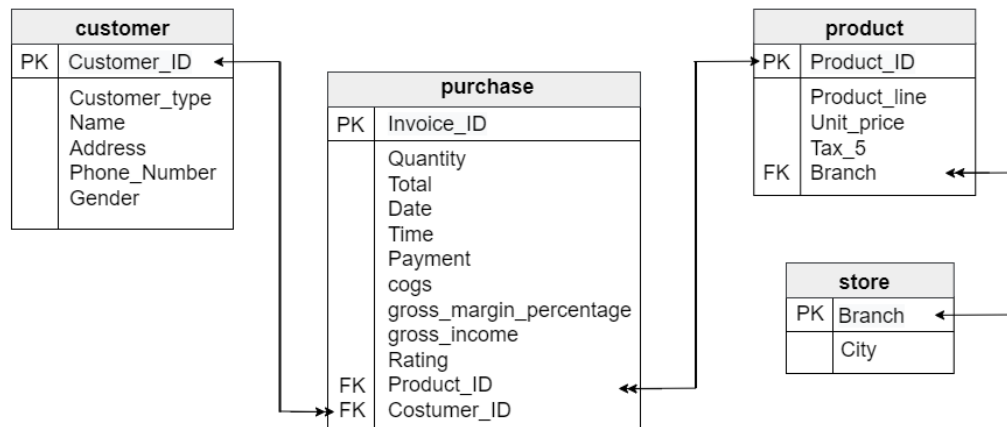 customer
PK Customer_ID
Customer_type
Name
Address
Phone_Number
Gender
purchase
PK Invoice_ID
Quantity
Total
Date
Time
Payment
cogs
gross_margin_percentage
gross_income
Rating
FK Product_ID
FK Costumer_ID
product
PK Product_ID
Product_line
Unit_price
Tax_5
FK Branch
store
PK Branch
City